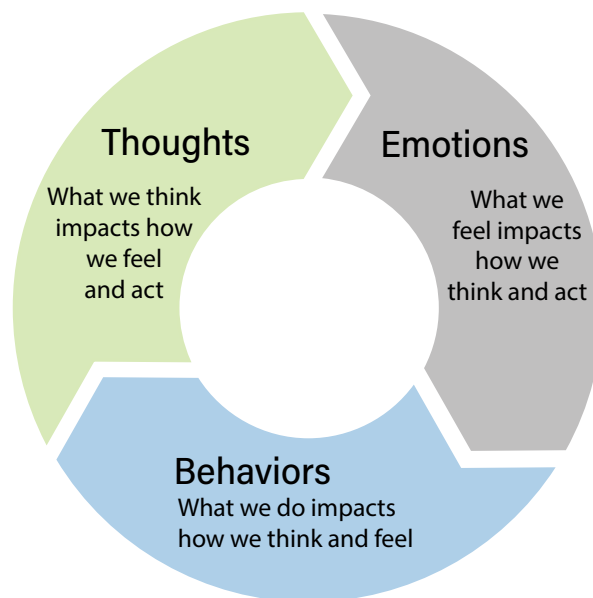 Thoughts
What we think
impacts how
we feel
and act
Emotions
What we
feel impacts
how we
think and act
Behaviors
What we do impacts
how we think and feel